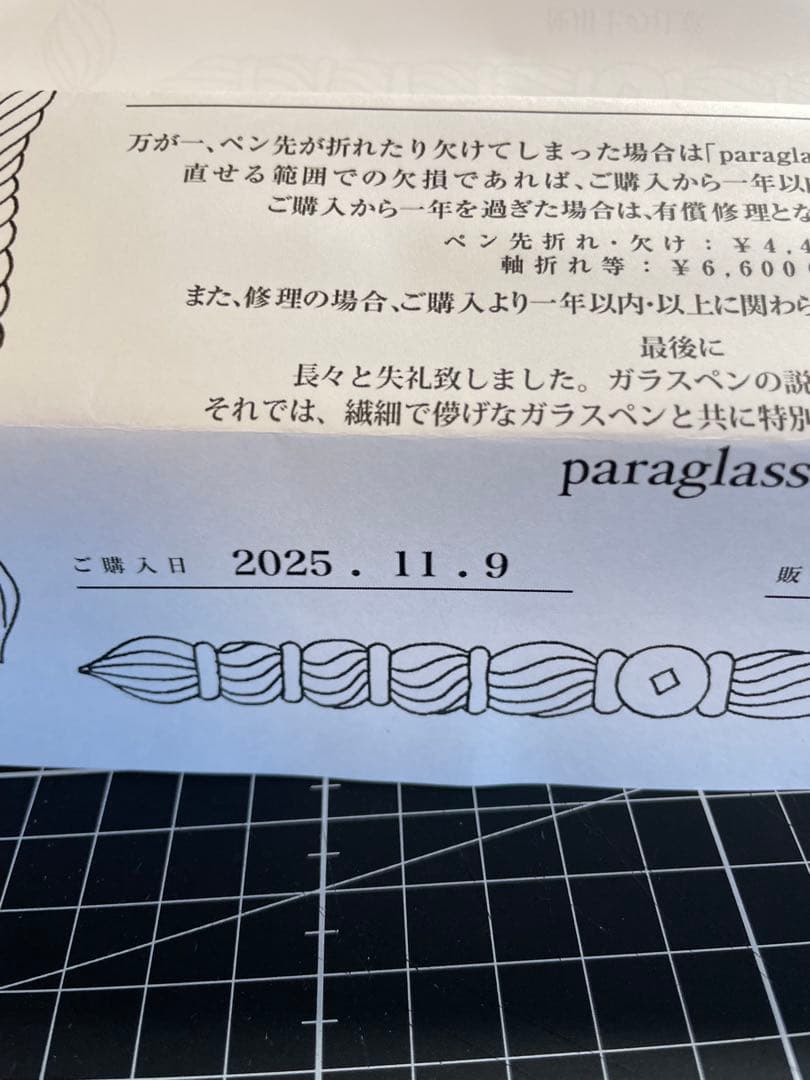 万が一、ペン先が折れたり欠けてしまった場合は「paragla
直せる範囲での欠損であれば、ご購入から一年以
ご購入から一年を過ぎた場合は、有償修理とな
ペン先折れ・欠け：¥4,4
軸折れ等：¥6,600
また、修理の場合、ご購入より一年以内・以上に関わら
最後に
長々と失礼致しました。ガラスペンの説
それでは、繊細で儚げなガラスペンと共に特別
paraglass
ご購入日 2025.11.9
販